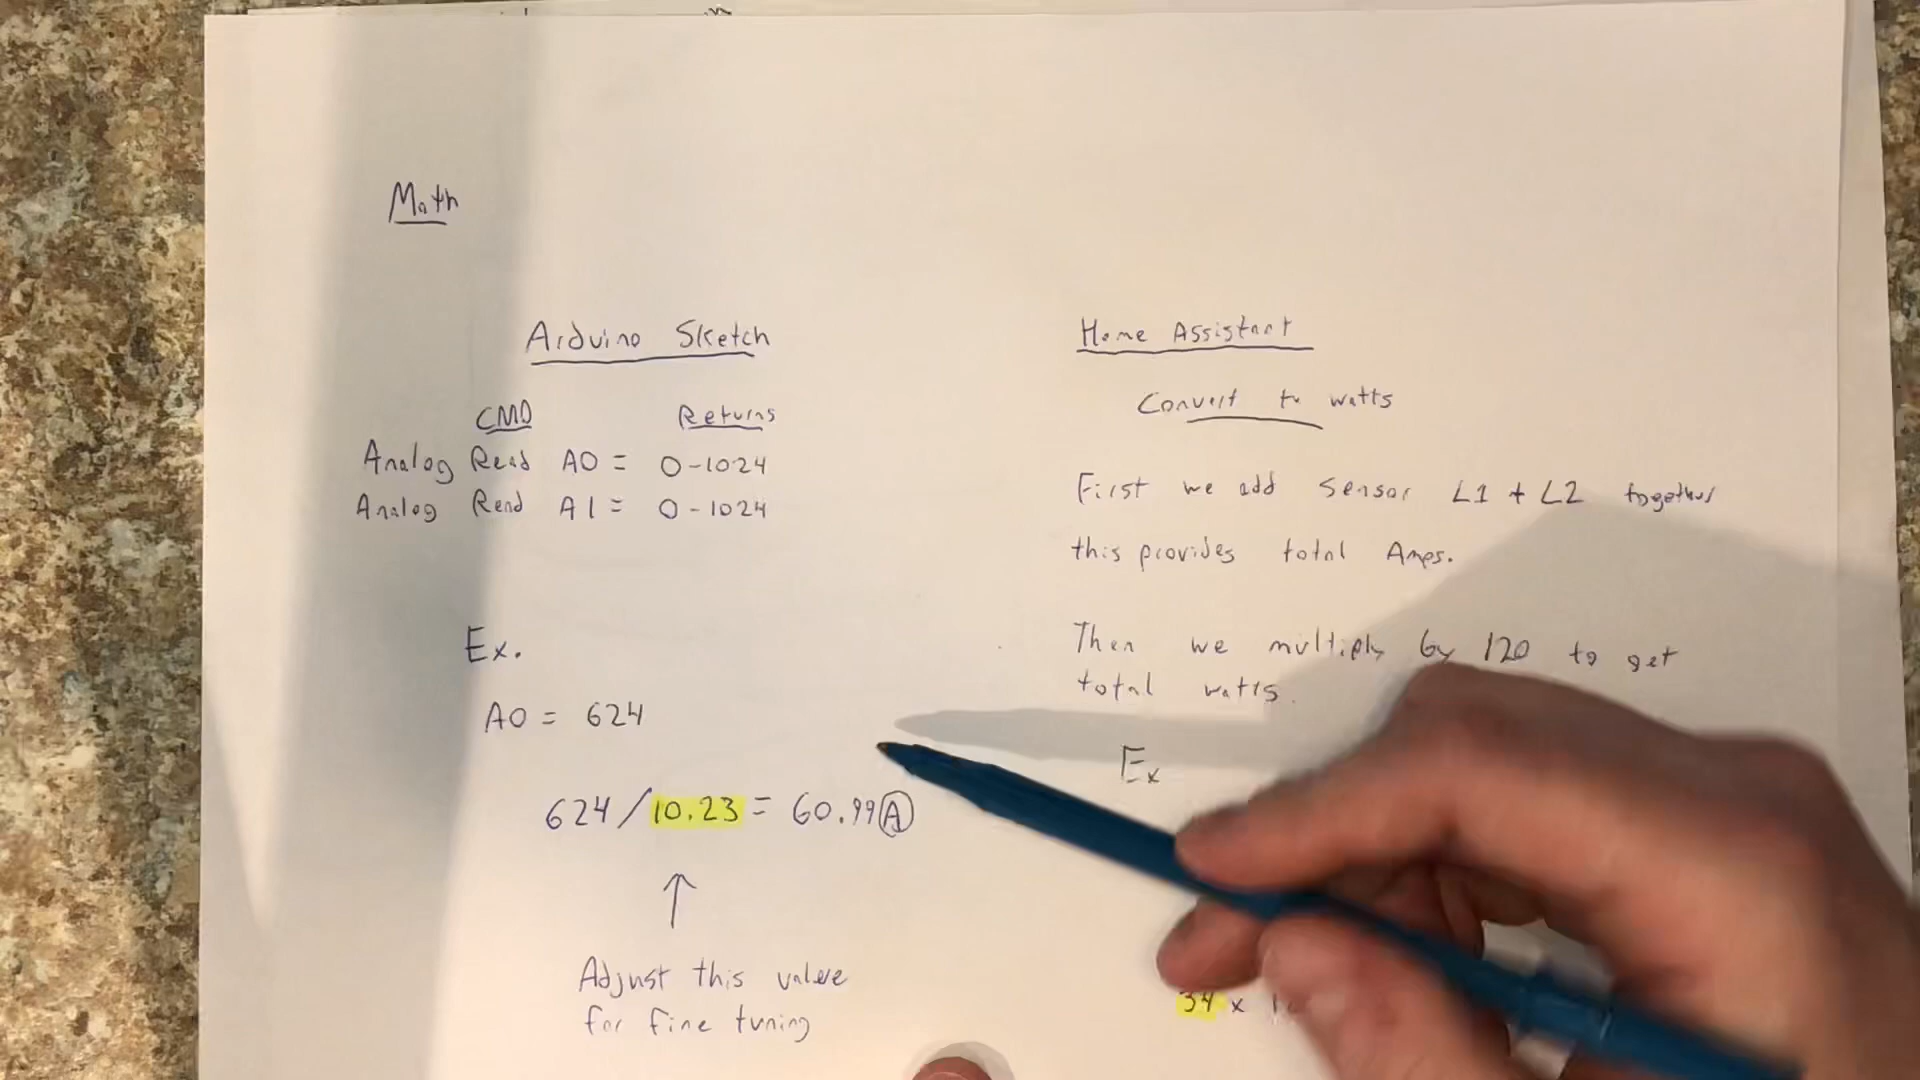 Math
Arduino Sketch
CMD Returns
Analog Read A0 = 0-1024
Analog Read A1 = 0-1024
Ex.
A0 = 624
624 / 10.23 = 60.99 A
↑
Adjust this value
for fine tuning
Home Assistant
Convert to watts
First we add sensor L1 + L2 together
this provides total Amps.
Then we multiply by 120 to get
total watts.
Ex
34 x